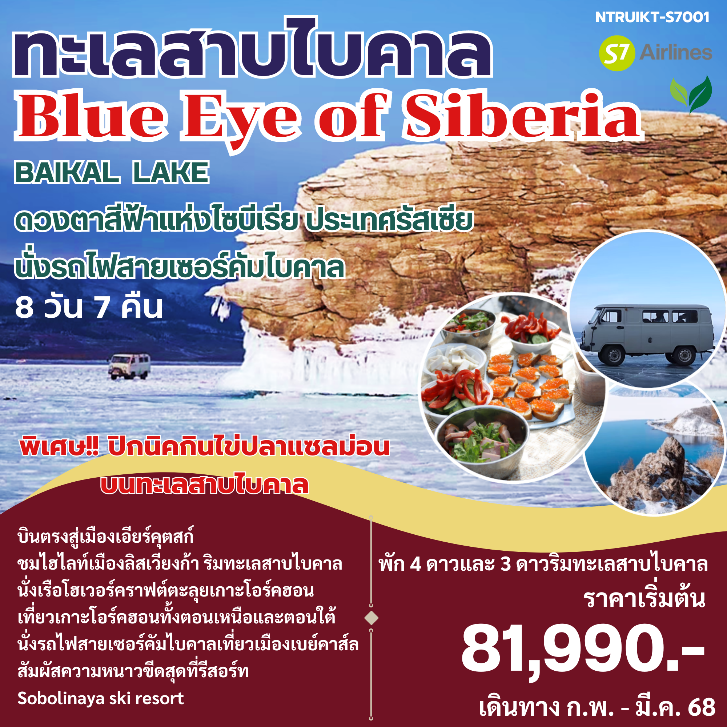 NTRUIKT-S7001
ทะเลสาบไบคาล
S7 Airlines
Blue Eye of Siberia
BAIKAL LAKE
ดวงตาสีฟ้าแห่งไซบีเรีย ประเทศรัสเซีย
นั่งรถไฟสายเซอร์คัมไบคาล
8 วัน 7 คืน
พิเศษ!! ปิกนิคกินไข่ปลาแซลม่อน
บนทะเลสาบไบคาล
บินตรงสู่เมืองเอียร์คุตสก์
ชมไฮไลท์เมืองลิสเวียงก้า ริมทะเลสาบไบคาล
นั่งเรือโฮเวอร์คราฟต์ตะลุยเกาะโอร์คฮอน
เที่ยวเกาะโอร์คฮอนทั้งตอนเหนือและตอนใต้
นั่งรถไฟสายเซอร์คัมไบคาลเที่ยวเมืองเบย์คาส์ล
สัมผัสความหนาวขีดสุดที่รีสอร์ท
Sobolinaya ski resort
พัก 4 ดาวและ 3 ดาวริมทะเลสาบไบคาล
ราคาเริ่มต้น
81,990.-
เดินทาง ก.พ. - มี.ค. 68